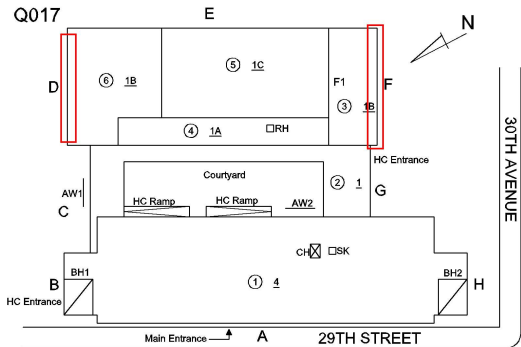 Q017
E
N
D
6 1B
5 1C
F1
3 1B
F
4 1A
RH
HC Entrance
Courtyard
2 1
G
AW1
C
HC Ramp
HC Ramp
AW2
30TH AVENUE
CH
SK
B
BH1
HC Entrance
1 4
BH2
H
Main Entrance
A
29TH STREET